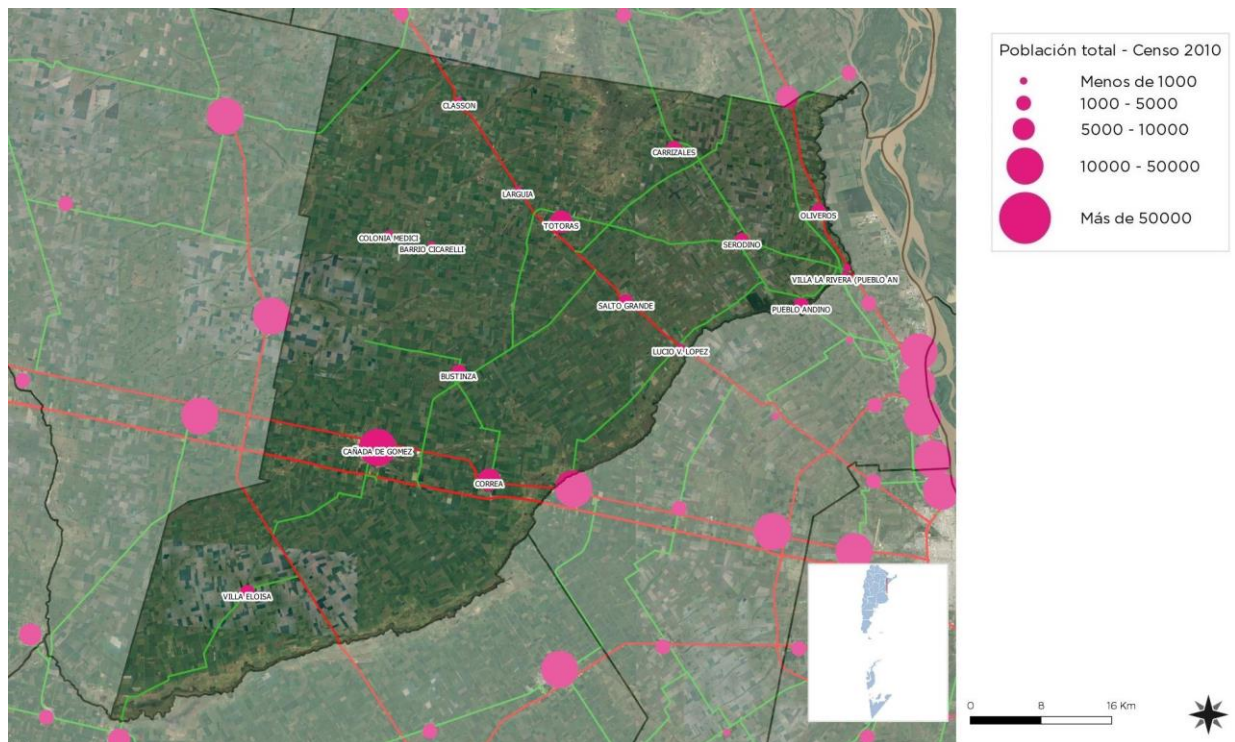 Población total - Censo 2010
Menos de 1000
1000 - 5000
5000 - 10000
10000 - 50000
Más de 50000
CLASSON
CARRIZALES
LARGUIA
TOTORAS
OLIVEROS
COLONIA MEDICI
BARRIO CICARELLI
SERODINO
VILLA LA RIVERA (PUEBLO AN
SALTO GRANDE
PUEBLO ANDINO
LUCIO V. LOPEZ
BUSTINZA
CAÑADA DE GOMEZ
CORREA
VILLA ELOISA
0 8 16 Km